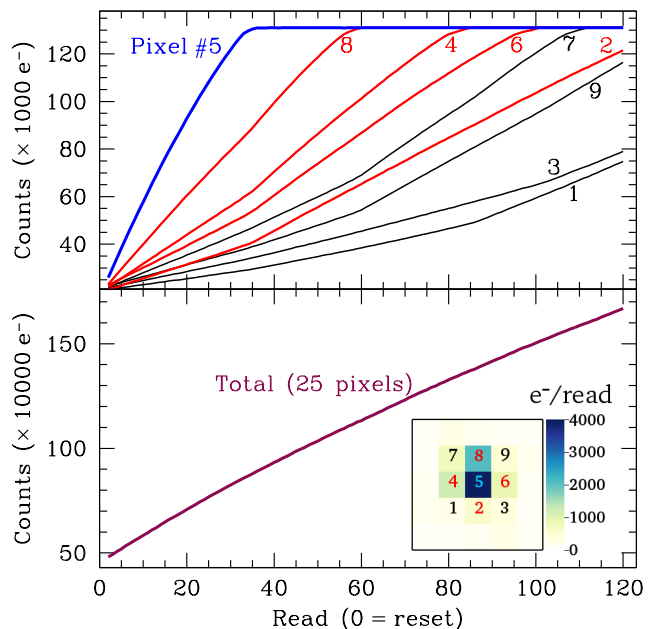 Counts (× 1000 e⁻)
120
100
80
60
40
Pixel #5
8
4
6
7
2
9
3
1
Counts (× 10000 e⁻)
150
100
50
Total (25 pixels)
e⁻/read
4000
3000
2000
1000
0
7 8 9
4 5 6
1 2 3
0 20 40 60 80 100 120
Read (0 = reset)